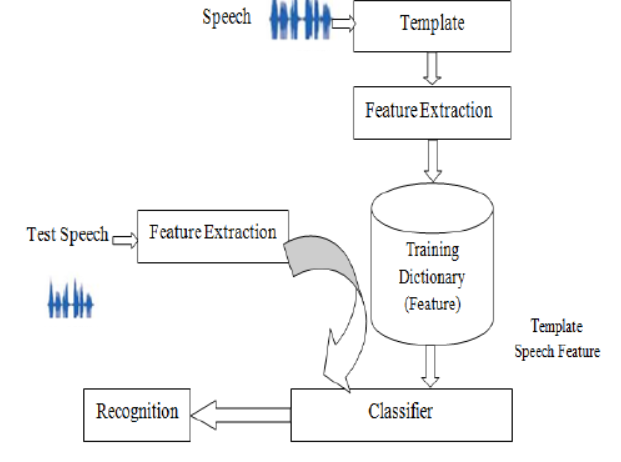 Speech
Template
Feature Extraction
Test Speech
Feature Extraction
Training
Dictionary
(Feature)
Template
Speech Feature
Recognition
Classifier